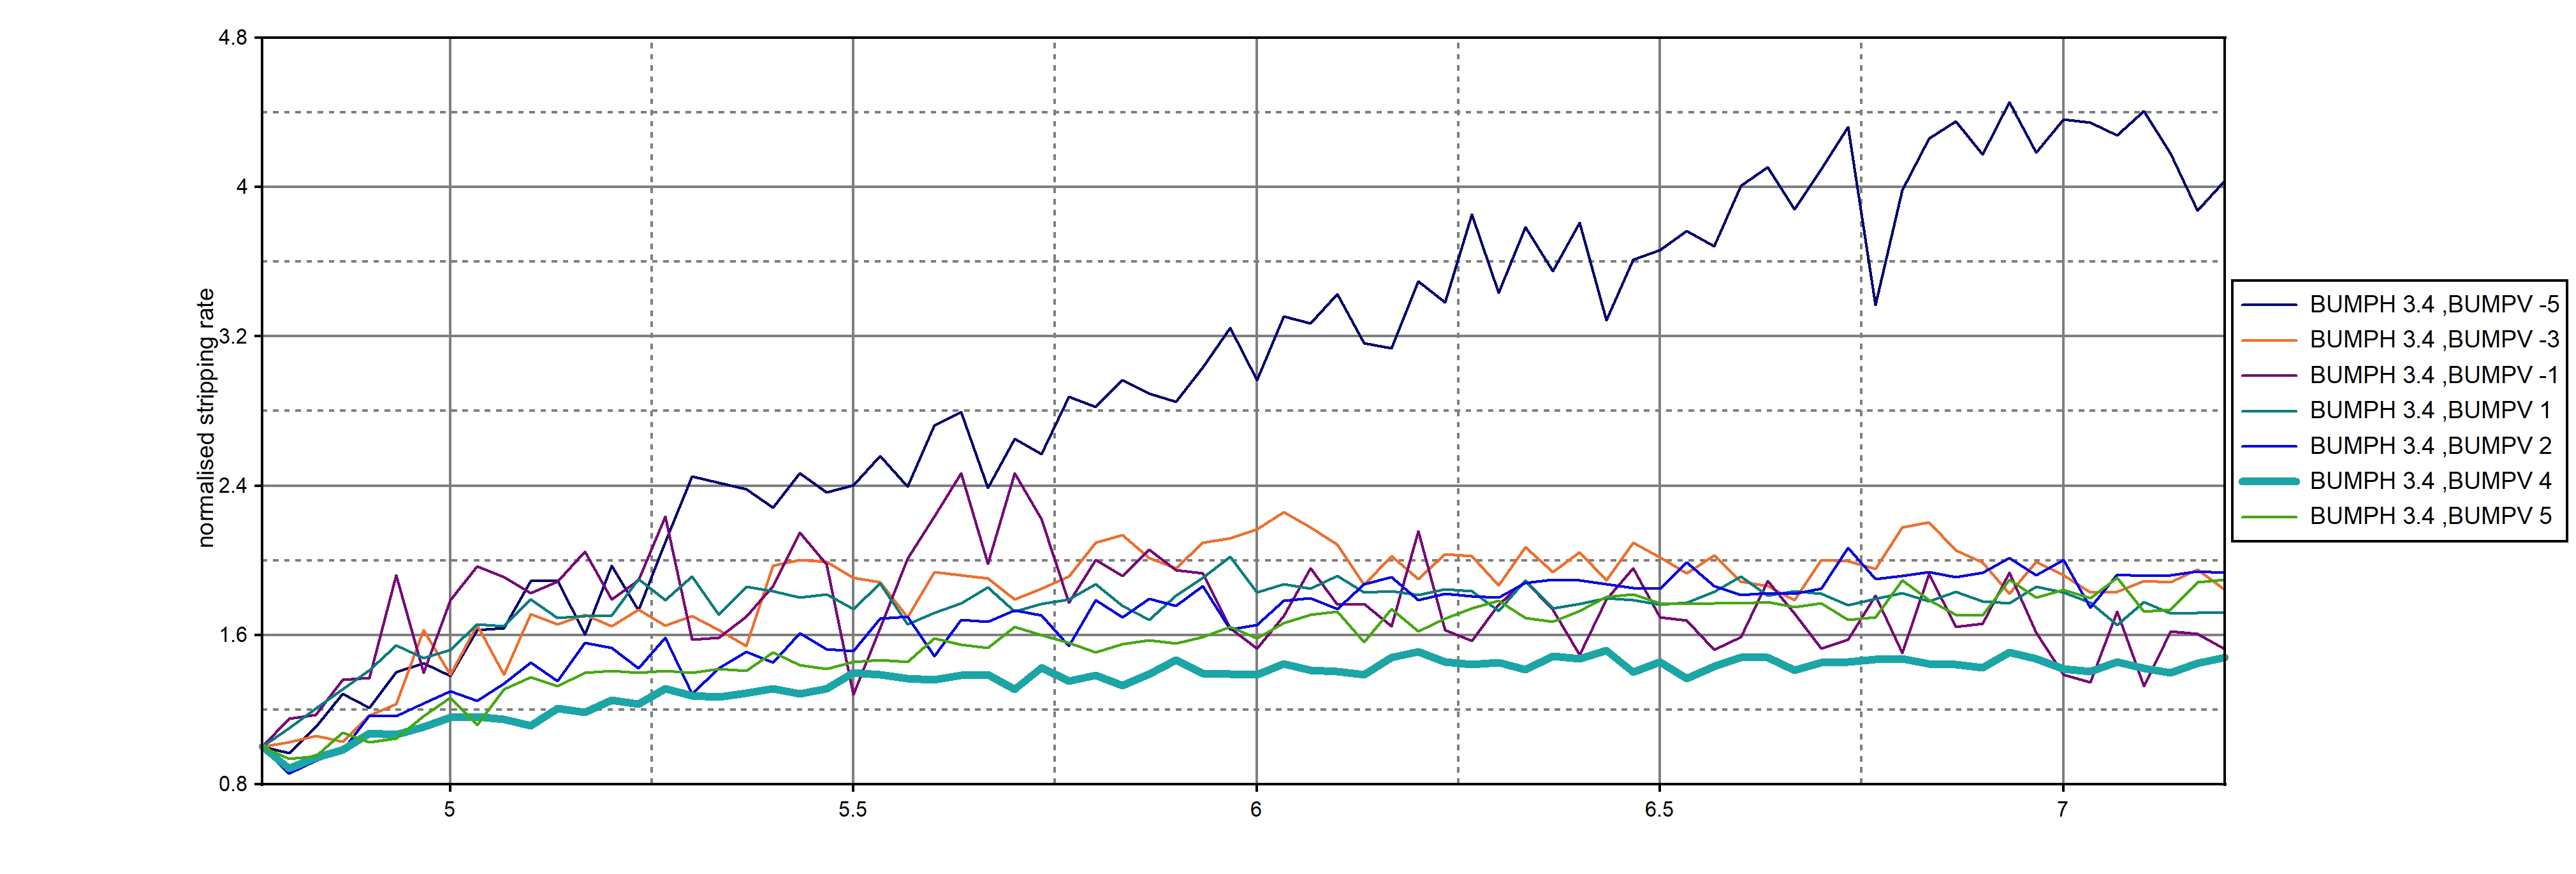 4.8
4
3.2
2.4
1.6
0.8
normalised stripping rate
5
5.5
6
6.5
7
BUMPH 3.4 ,BUMPV -5
BUMPH 3.4 ,BUMPV -3
BUMPH 3.4 ,BUMPV -1
BUMPH 3.4 ,BUMPV 1
BUMPH 3.4 ,BUMPV 2
BUMPH 3.4 ,BUMPV 4
BUMPH 3.4 ,BUMPV 5